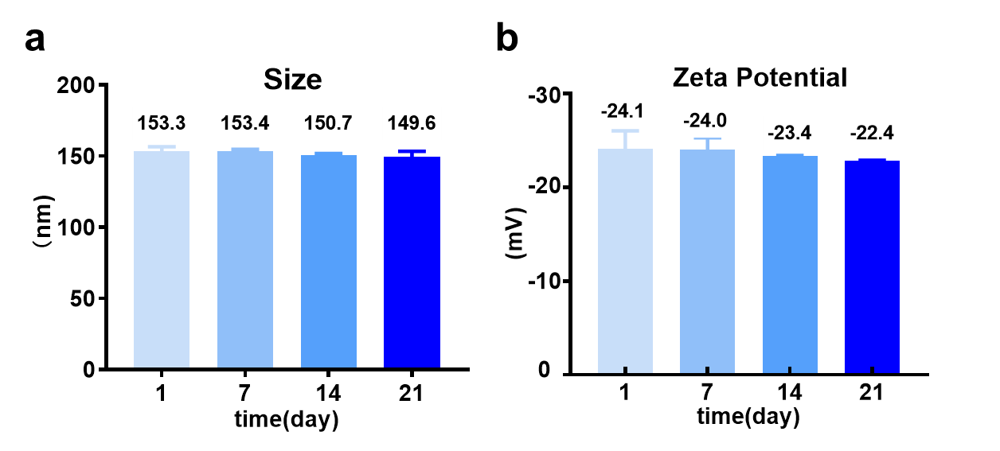 a
Size
(nm)
200
150
100
50
0
153.3 153.4 150.7 149.6
1 7 14 21
time(day)
b
Zeta Potential
(mV)
-30
-20
-10
0
-24.1 -24.0 -23.4 -22.4
1 7 14 21
time(day)